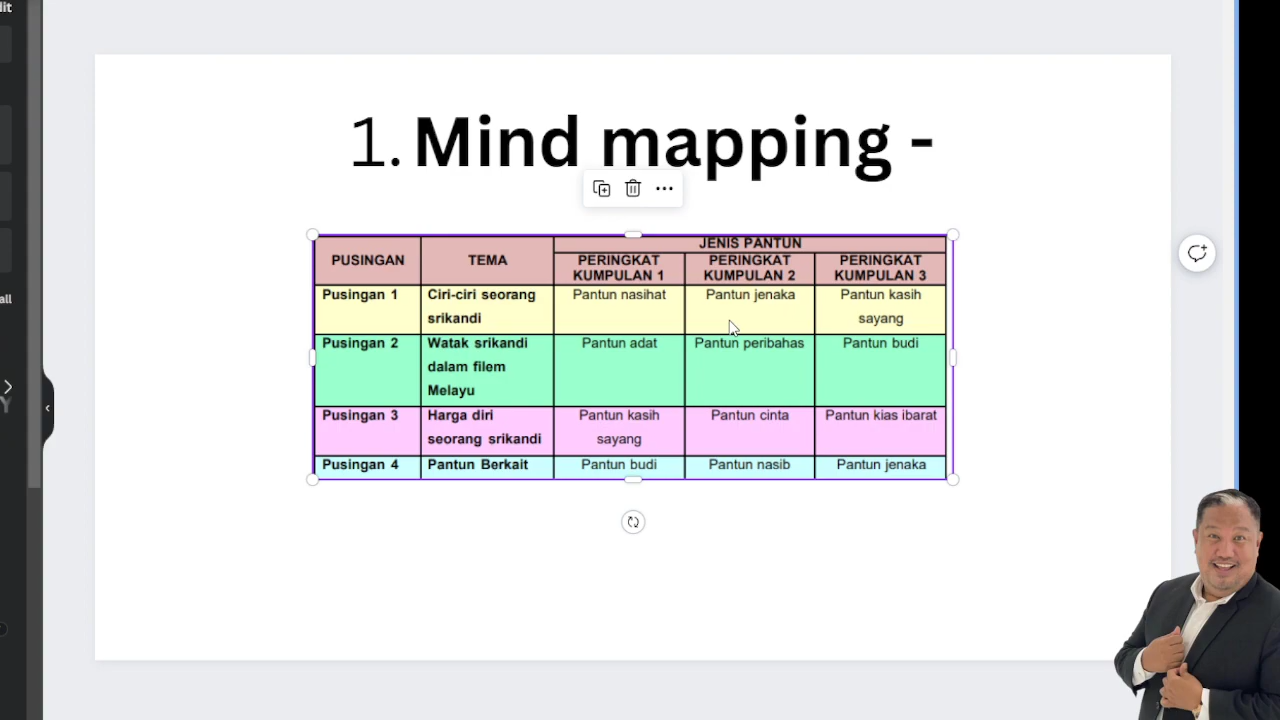 dit
all
Y
1. Mind mapping -
JENIS PANTUN
PUSINGAN TEMA PERINGKAT KUMPULAN 1 PERINGKAT KUMPULAN 2 PERINGKAT KUMPULAN 3
Pusingan 1 Ciri-ciri seorang Pantun nasihat Pantun jenaka Pantun kasih
srikandi sayang
Pusingan 2 Watak srikandi Pantun adat Pantun peribahas Pantun budi
dalam filem
Melayu
Pusingan 3 Harga diri Pantun kasih Pantun cinta Pantun kias ibarat
seorang srikandi sayang
Pusingan 4 Pantun Berkait Pantun budi Pantun nasib Pantun jenaka